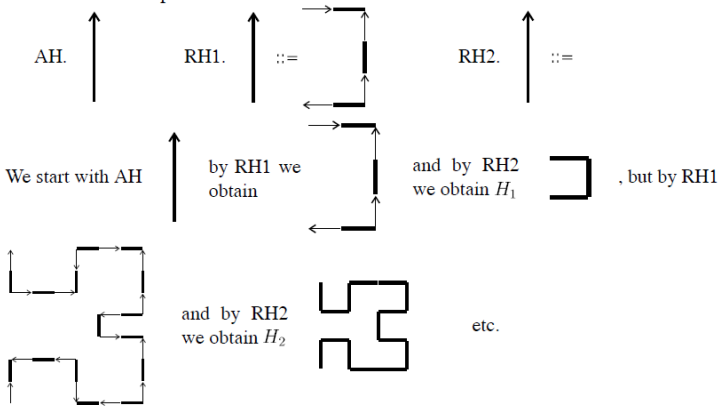 AH.
RH1. ::=
RH2. ::=
We start with AH
by RH1 we
obtain
and by RH2
we obtain H₁
, but by RH1
and by RH2
we obtain H₂
etc.